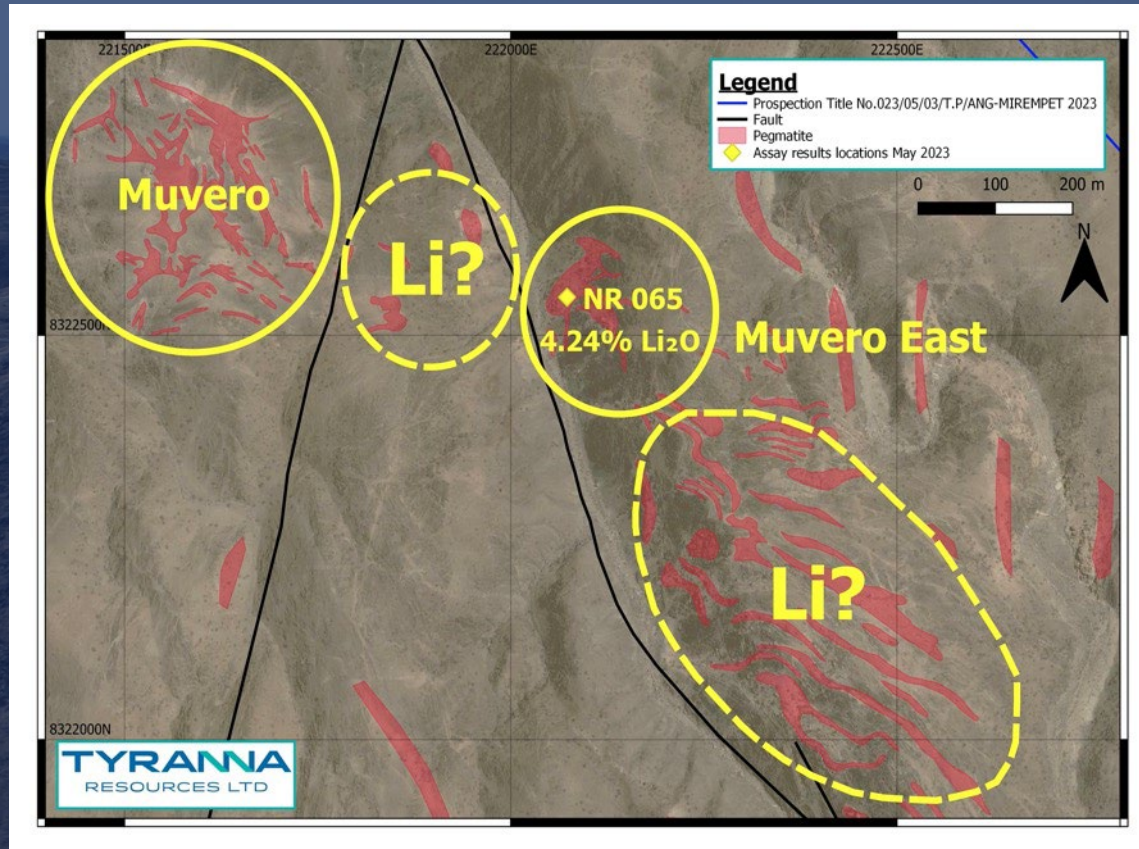 221500E
222000E
222500E
Legend
Prospection Title No.023/05/03/T.P/ANG-MIREMPET 2023
Fault
Pegmatite
Assay results locations May 2023
0 100 200 m
N
Muvero
Li?
NR 065
4.24% Li₂O
Muvero East
8322500N
Li?
8322000N
TYRANNA
RESOURCES LTD